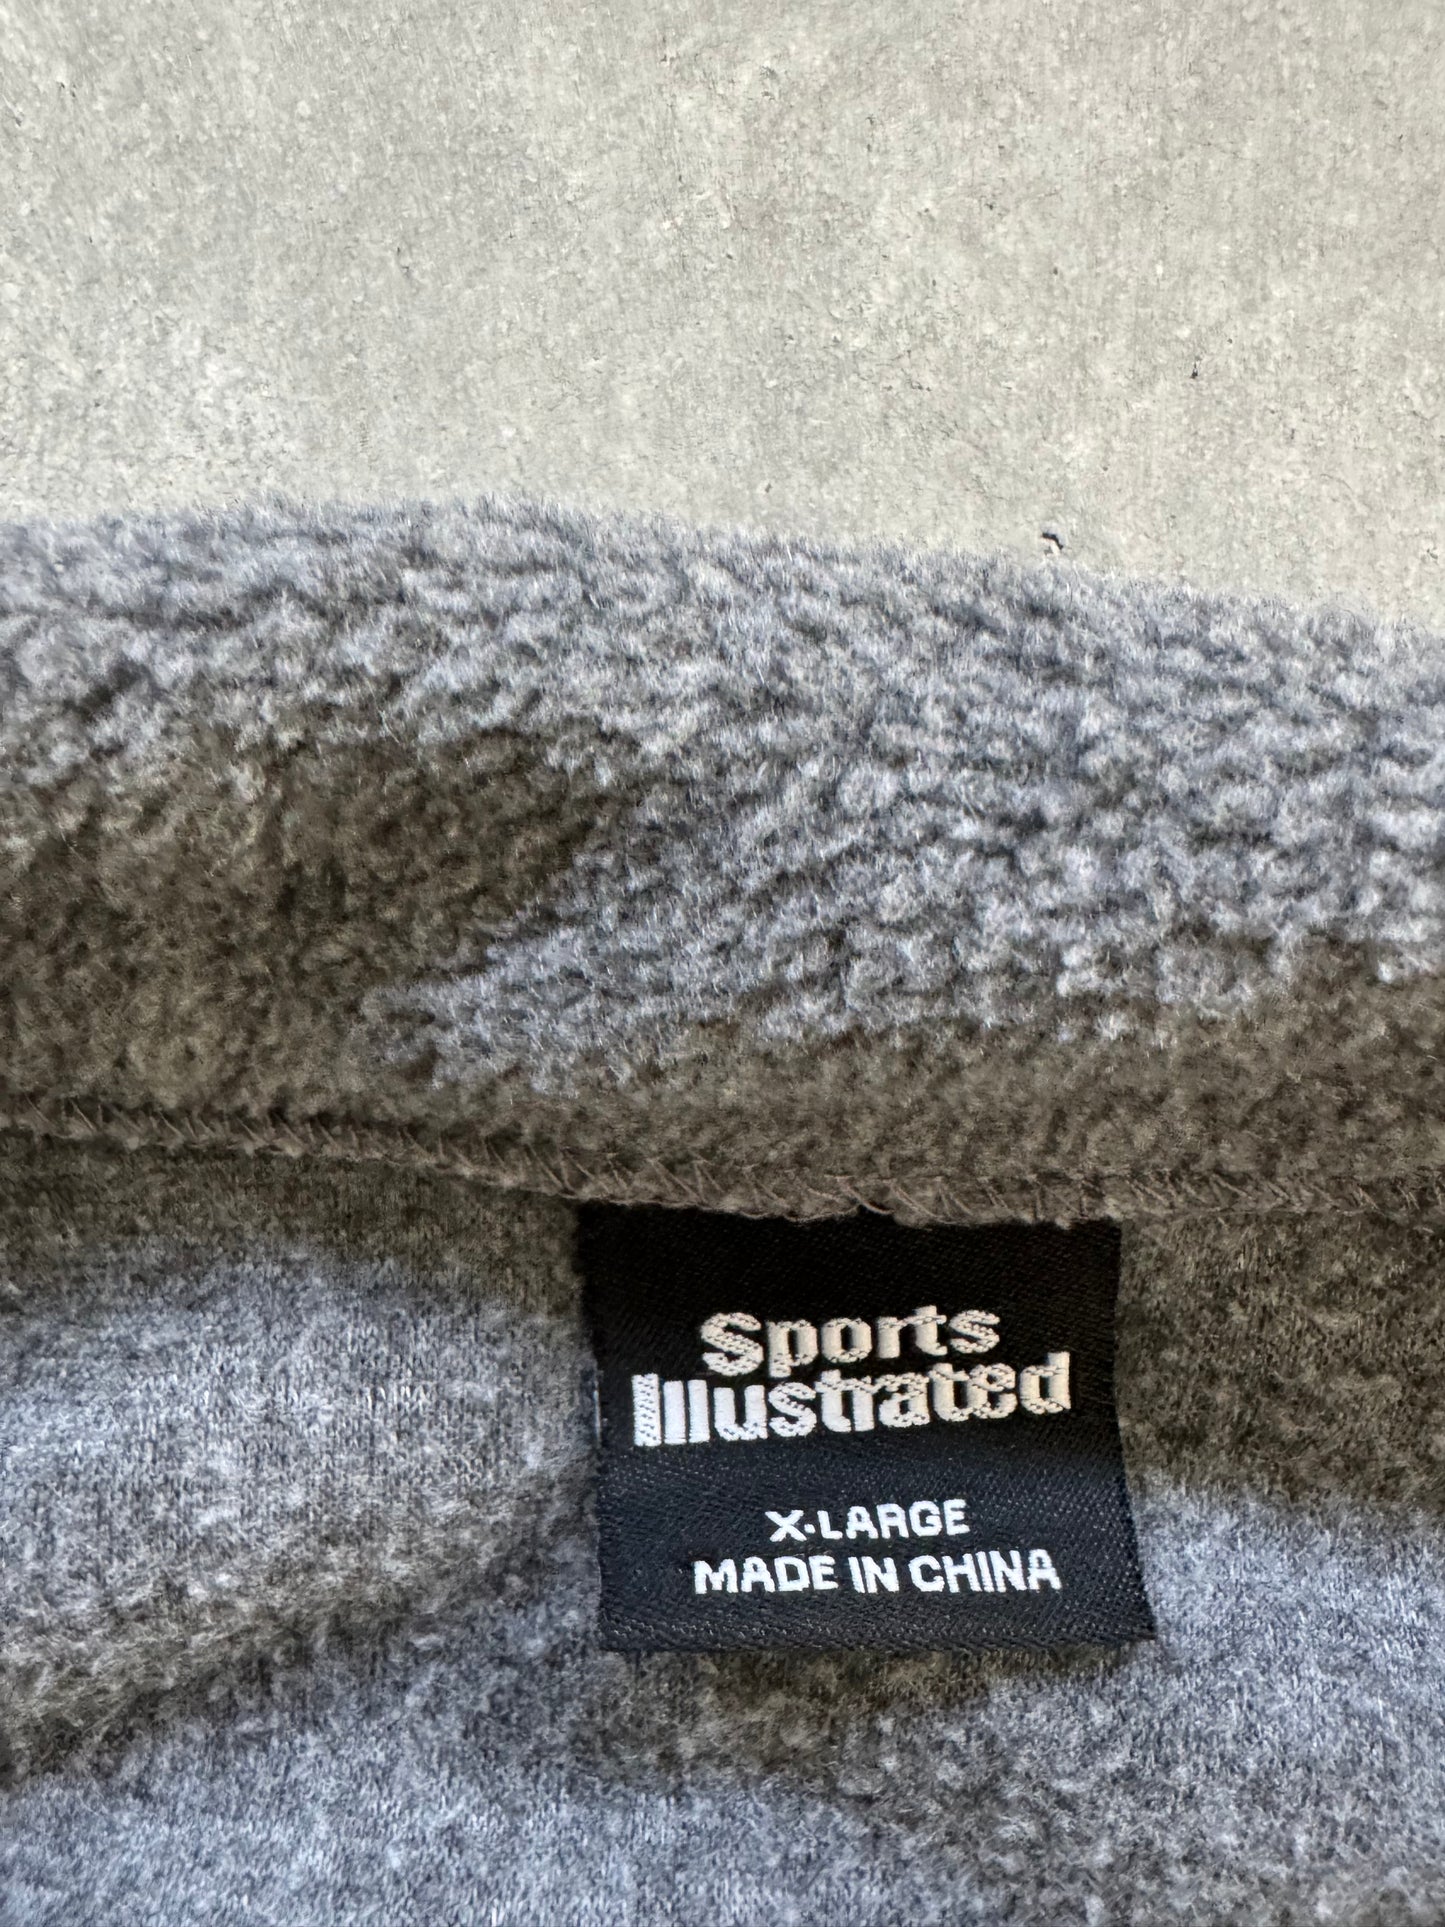 Sports
Illustrated
X-LARGE
MADE IN CHINA